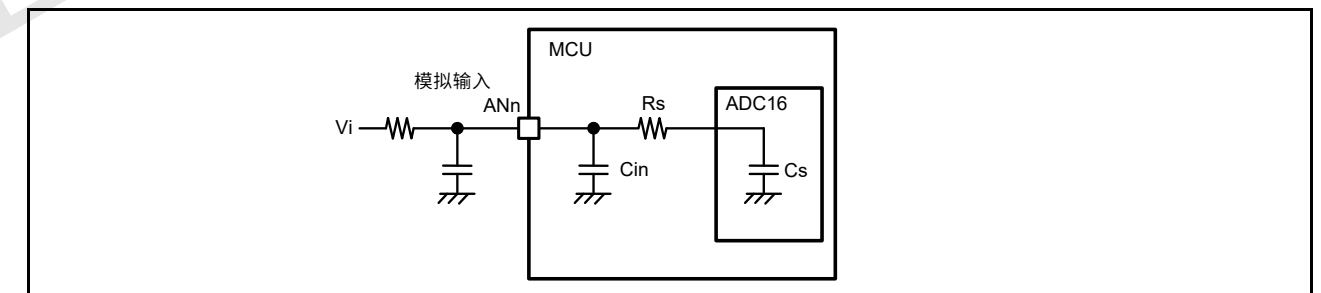 MCU
模拟输入
ANn
Rs
ADC16
Vi
Cin
Cs